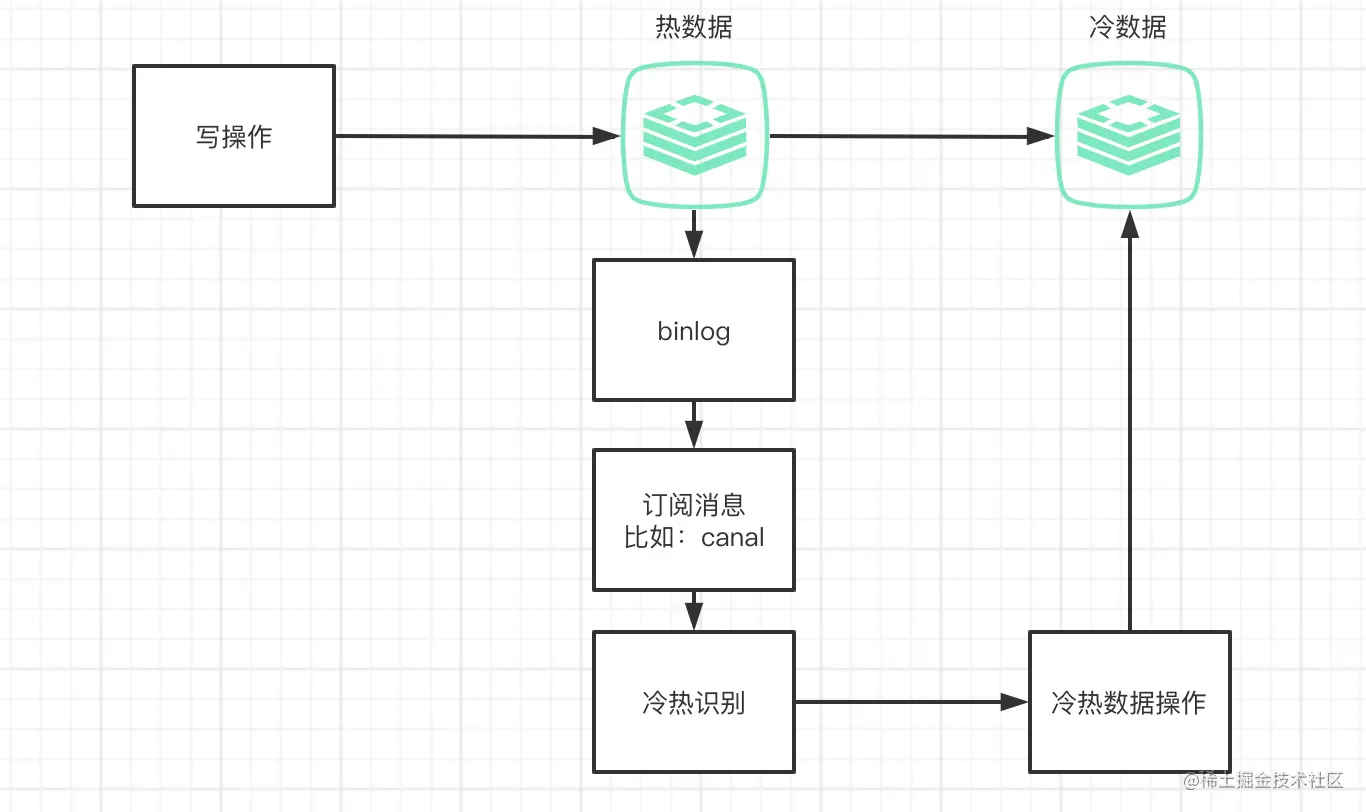 热数据
冷数据
写操作
binlog
订阅消息
比如：canal
冷热识别
冷热数据操作
@稀土掘金技术社区